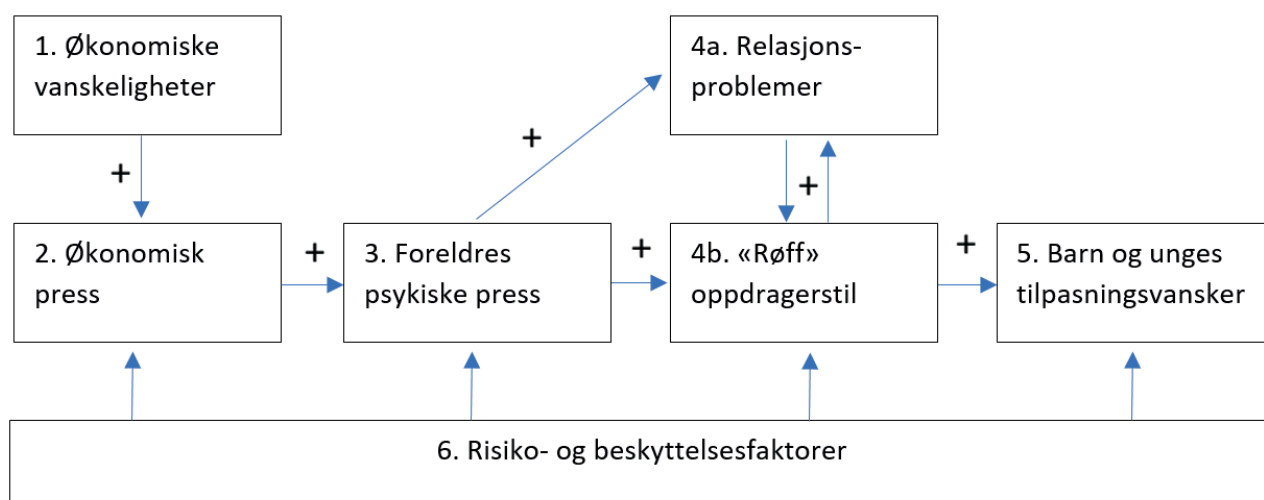 1. Økonomiske
vanskeligheter
4a. Relasjons-
problemer
+
+
+
2. Økonomisk
press
+
3. Foreldres
psykiske press
+
4b. «Røff»
oppdragerstil
+
5. Barn og unges
tilpasningsvansker
6. Risiko- og beskyttelsesfaktorer